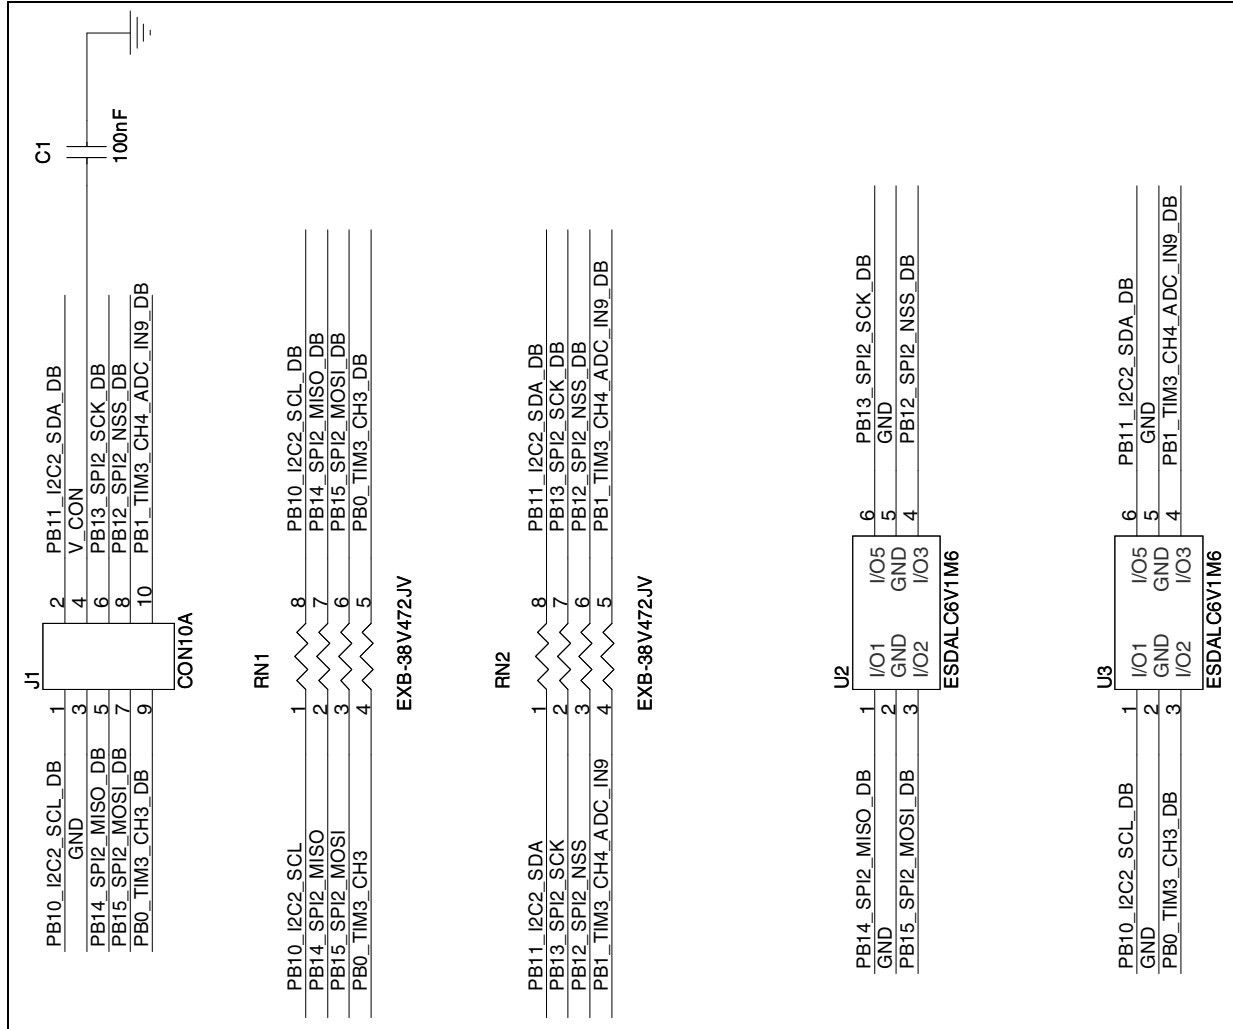 J1
PB10_I2C2_SCL_DB 1
GND 3
PB14_SPI2_MISO_DB 5
PB15_SPI2_MOSI_DB 7
PB0_TIM3_CH3_DB 9
2 PB11_I2C2_SDA_DB
4 V_CON
6 PB13_SPI2_SCK_DB
8 PB12_SPI2_NSS_DB
10 PB1_TIM3_CH4_ADC_IN9_DB
CON10A
C1
100nF
RN1
PB10_I2C2_SCL 1 8 PB10_I2C2_SCL_DB
PB14_SPI2_MISO 2 7 PB14_SPI2_MISO_DB
PB15_SPI2_MOSI 3 6 PB15_SPI2_MOSI_DB
PB0_TIM3_CH3 4 5 PB0_TIM3_CH3_DB
EXB-38V472JV
RN2
PB11_I2C2_SDA 1 8 PB11_I2C2_SDA_DB
PB13_SPI2_SCK 2 7 PB13_SPI2_SCK_DB
PB12_SPI2_NSS 3 6 PB12_SPI2_NSS_DB
PB1_TIM3_CH4_ADC_IN9 4 5 PB1_TIM3_CH4_ADC_IN9_DB
EXB-38V472JV
U2
PB14_SPI2_MISO_DB 1 I/O1 I/O5 6 PB13_SPI2_SCK_DB
GND 2 GND GND 5 GND
PB15_SPI2_MOSI_DB 3 I/O2 I/O3 4 PB12_SPI2_NSS_DB
ESDALC6V1M6
U3
PB10_I2C2_SCL_DB 1 I/O1 I/O5 6 PB11_I2C2_SDA_DB
GND 2 GND GND 5 GND
PB0_TIM3_CH3_DB 3 I/O2 I/O3 4 PB1_TIM3_CH4_ADC_IN9_DB
ESDALC6V1M6